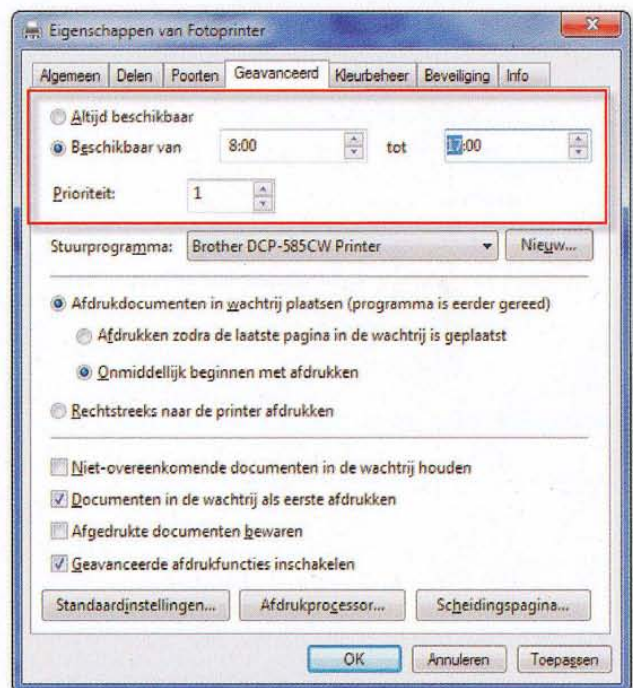 Eigenschappen van Fotoprinter
Algemeen Delen Poorten Geavanceerd Kleurbeheer Beveiliging Info
Altijd beschikbaar
Beschikbaar van 8:00 tot 17:00
Prioriteit: 1
Stuurprogramma: Brother DCP-585CW Printer Nieuw...
Afdrukdocumenten in wachtrij plaatsen (programma is eerder gereed)
Afdrukken zodra de laatste pagina in de wachtrij is geplaatst
Onmiddellijk beginnen met afdrukken
Rechtstreeks naar de printer afdrukken
Niet-overeenkomende documenten in de wachtrij houden
Documenten in de wachtrij als eerste afdrukken
Afgedrukte documenten bewaren
Geavanceerde afdrukfuncties inschakelen
Standaardinstellingen... Afdrukprocessor... Scheidingspagina...
OK Annuleren Toepassen